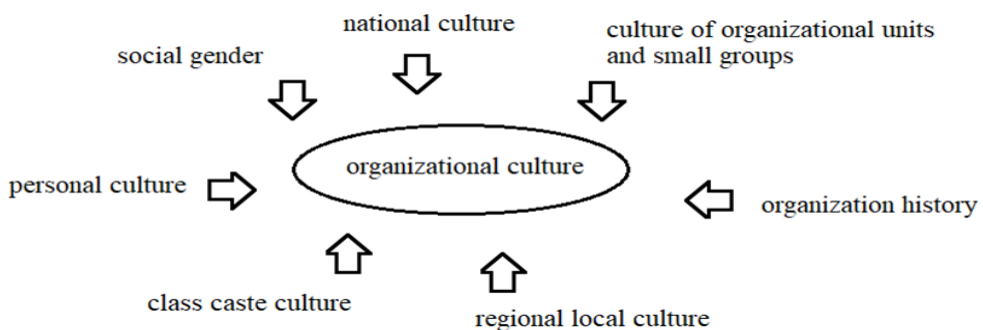 national culture
culture of organizational units
and small groups
social gender
organizational culture
personal culture
organization history
class caste culture
regional local culture